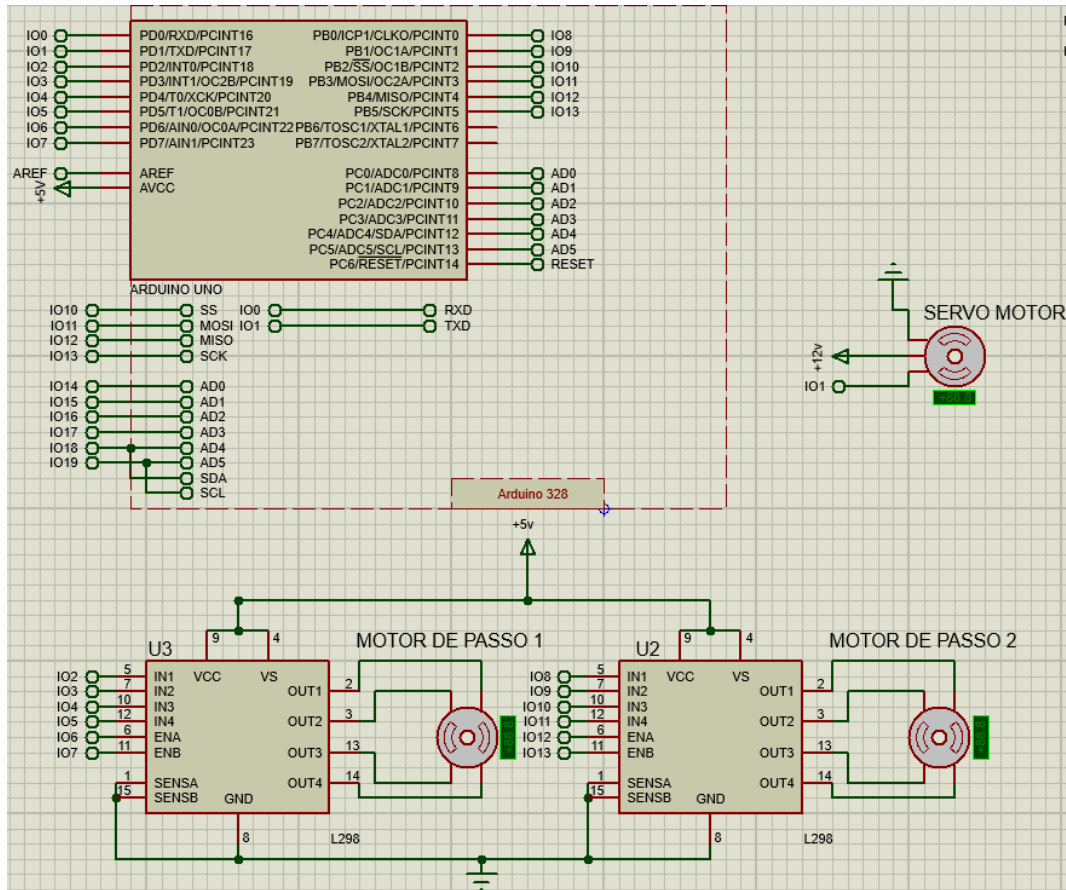 IO0 PD0/RXD/PCINT16 PB0/ICP1/CLKO/PCINT0 IO8
IO1 PD1/TXD/PCINT17 PB1/OC1A/PCINT1 IO9
IO2 PD2/INT0/PCINT18 PB2/SS/OC1B/PCINT2 IO10
IO3 PD3/INT1/OC2B/PCINT19 PB3/MOSI/OC2A/PCINT3 IO11
IO4 PD4/T0/XCK/PCINT20 PB4/MISO/PCINT4 IO12
IO5 PD5/T1/OC0B/PCINT21 PB5/SCK/PCINT5 IO13
IO6 PD6/AIN0/OC0A/PCINT22 PB6/TOSC1/XTAL1/PCINT6
IO7 PD7/AIN1/PCINT23 PB7/TOSC2/XTAL2/PCINT7
AREF AREF PC0/ADC0/PCINT8 AD0
+5V AVCC PC1/ADC1/PCINT9 AD1
PC2/ADC2/PCINT10 AD2
PC3/ADC3/PCINT11 AD3
PC4/ADC4/SDA/PCINT12 AD4
PC5/ADC5/SCL/PCINT13 AD5
PC6/RESET/PCINT14 RESET
ARDUINO UNO
IO10 SS IO0 RXD
IO11 MOSI IO1 TXD
IO12 MISO
IO13 SCK
IO14 AD0
IO15 AD1
IO16 AD2
IO17 AD3
IO18 AD4
IO19 AD5
SDA
SCL
Arduino 328
SERVO MOTOR
+12v
IO1
+88.8
+5v
U3 9 4 MOTOR DE PASSO 1
IO2 5 IN1 VCC VS
IO3 7 IN2 OUT1 2
IO4 10 IN3
IO5 12 IN4 OUT2 3
IO6 6 ENA
IO7 11 ENB OUT3 13
1 SENSA OUT4 14
15 SENSB GND
8 L298
+88.8
U2 9 4 MOTOR DE PASSO 2
IO8 5 IN1 VCC VS
IO9 7 IN2 OUT1 2
IO10 10 IN3
IO11 12 IN4 OUT2 3
IO12 6 ENA
IO13 11 ENB OUT3 13
1 SENSA OUT4 14
15 SENSB GND
8 L298
+88.8